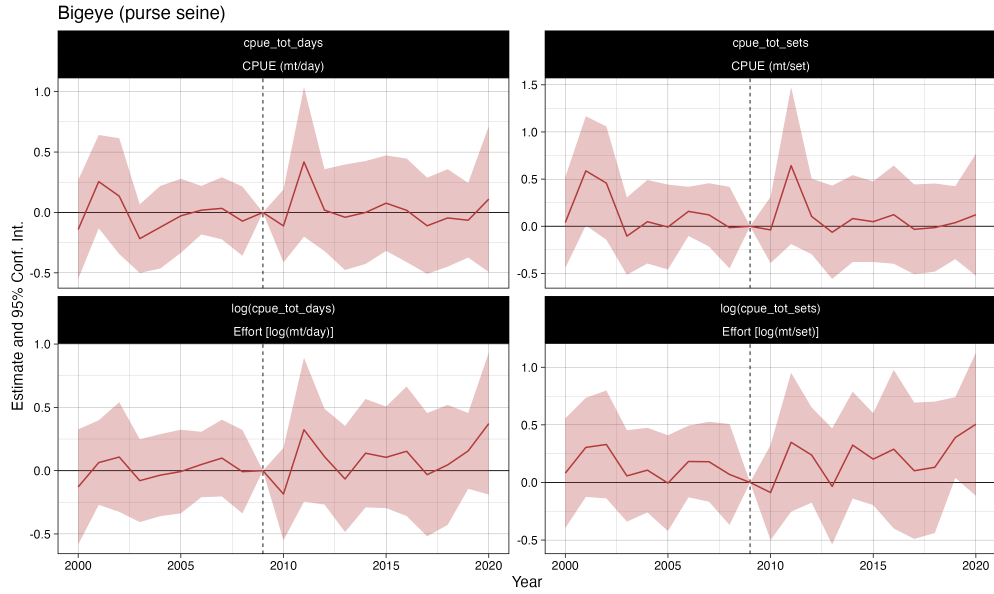 Bigeye (purse seine)
cpue_tot_days
CPUE (mt/day)
cpue_tot_sets
CPUE (mt/set)
1.0
0.5
0.0
-0.5
1.5
1.0
0.5
0.0
-0.5
log(cpue_tot_days)
Effort [log(mt/day)]
log(cpue_tot_sets)
Effort [log(mt/set)]
1.0
0.5
0.0
-0.5
1.0
0.5
0.0
-0.5
2000 2005 2010 2015 2020
2000 2005 2010 2015 2020
Year
Estimate and 95% Conf. Int.